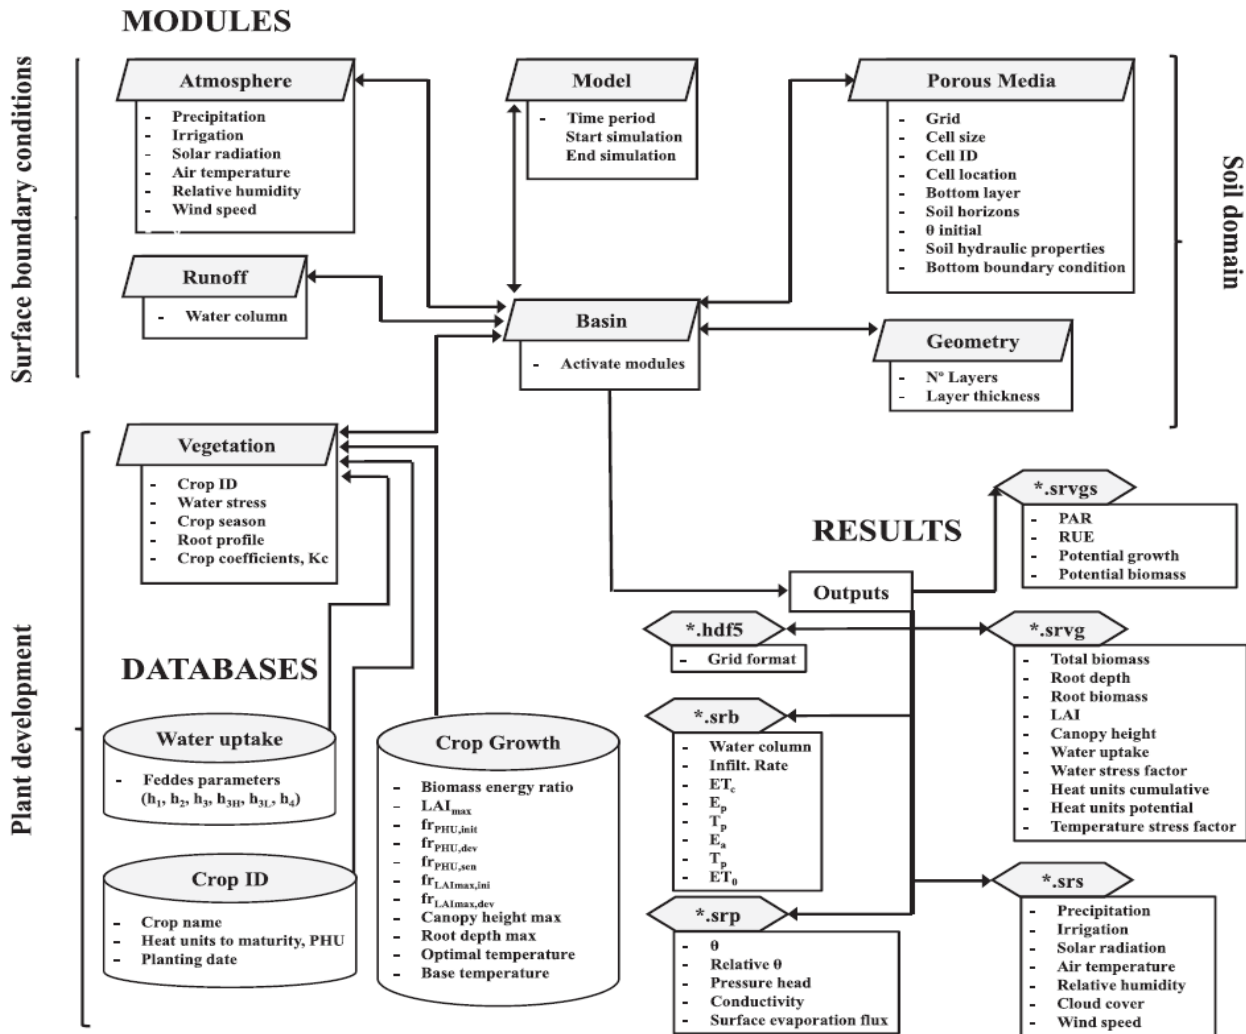 MODULES
Surface boundary conditions
Atmosphere
- Precipitation
- Irrigation
- Solar radiation
- Air temperature
- Relative humidity
- Wind speed
Model
- Time period
Start simulation
End simulation
Porous Media
- Grid
- Cell size
- Cell ID
- Cell location
- Bottom layer
- Soil horizons
- θ initial
- Soil hydraulic properties
- Bottom boundary condition
Soil domain
Runoff
- Water column
Basin
- Activate modules
Geometry
- Nº Layers
- Layer thickness
Plant development
Vegetation
- Crop ID
- Water stress
- Crop season
- Root profile
- Crop coefficients, Kc
DATABASES
Water uptake
- Feddes parameters
(h₁, h₂, h₃, h₃H, h₃L, h₄)
Crop ID
- Crop name
- Heat units to maturity, PHU
- Planting date
Crop Growth
- Biomass energy ratio
- LAImax
- frPHU,init
- frPHU,dev
- frPHU,sen
- frLAImax,ini
- frLAImax,dev
- Canopy height max
- Root depth max
- Optimal temperature
- Base temperature
RESULTS
Outputs
*.srvgs
- PAR
- RUE
- Potential growth
- Potential biomass
*.hdf5
- Grid format
*.srvg
- Total biomass
- Root depth
- Root biomass
- LAI
- Canopy height
- Water uptake
- Water stress factor
- Heat units cumulative
- Heat units potential
- Temperature stress factor
*.srb
- Water column
- Infilt. Rate
- ETc
- Ep
- Tp
- Ea
- Tp
- ET₀
*.srp
- θ
- Relative θ
- Pressure head
- Conductivity
- Surface evaporation flux
*.srs
- Precipitation
- Irrigation
- Solar radiation
- Air temperature
- Relative humidity
- Cloud cover
- Wind speed